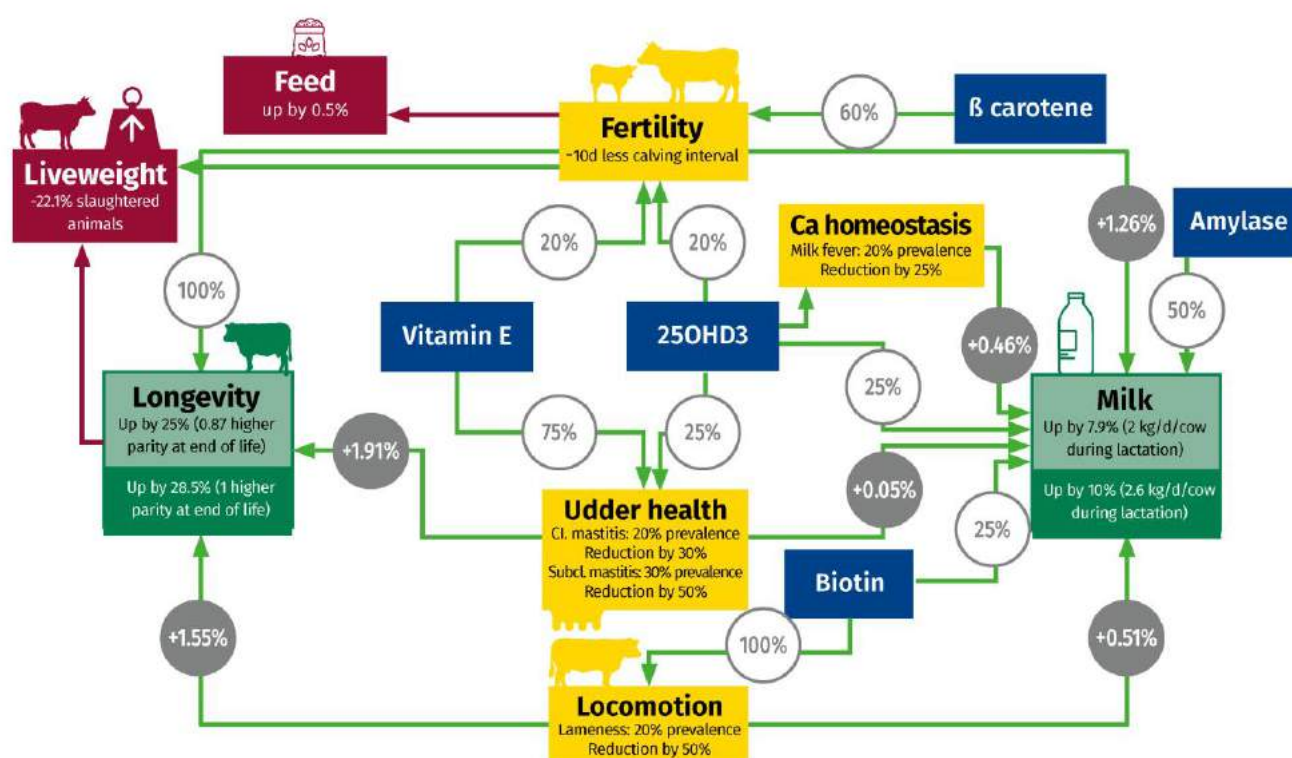 Feed
up by 0.5%
Fertility
~10d less calving interval
60%
ß carotene
Liveweight
-22.1% slaughtered
animals
20%
20%
Ca homeostasis
Milk fever: 20% prevalence
Reduction by 25%
+1.26%
Amylase
100%
Vitamin E
25OHD3
50%
+0.46%
25%
Longevity
Up by 25% (0.87 higher
parity at end of life)
Up by 28.5% (1 higher
parity at end of life)
75%
25%
Milk
Up by 7.9% (2 kg/d/cow
during lactation)
Up by 10% (2.6 kg/d/cow
during lactation)
+1.91%
+0.05%
Udder health
Cl. mastitis: 20% prevalence
Reduction by 30%
Subcl. mastitis: 30% prevalence
Reduction by 50%
25%
Biotin
+1.55%
100%
+0.51%
Locomotion
Lameness: 20% prevalence
Reduction by 50%